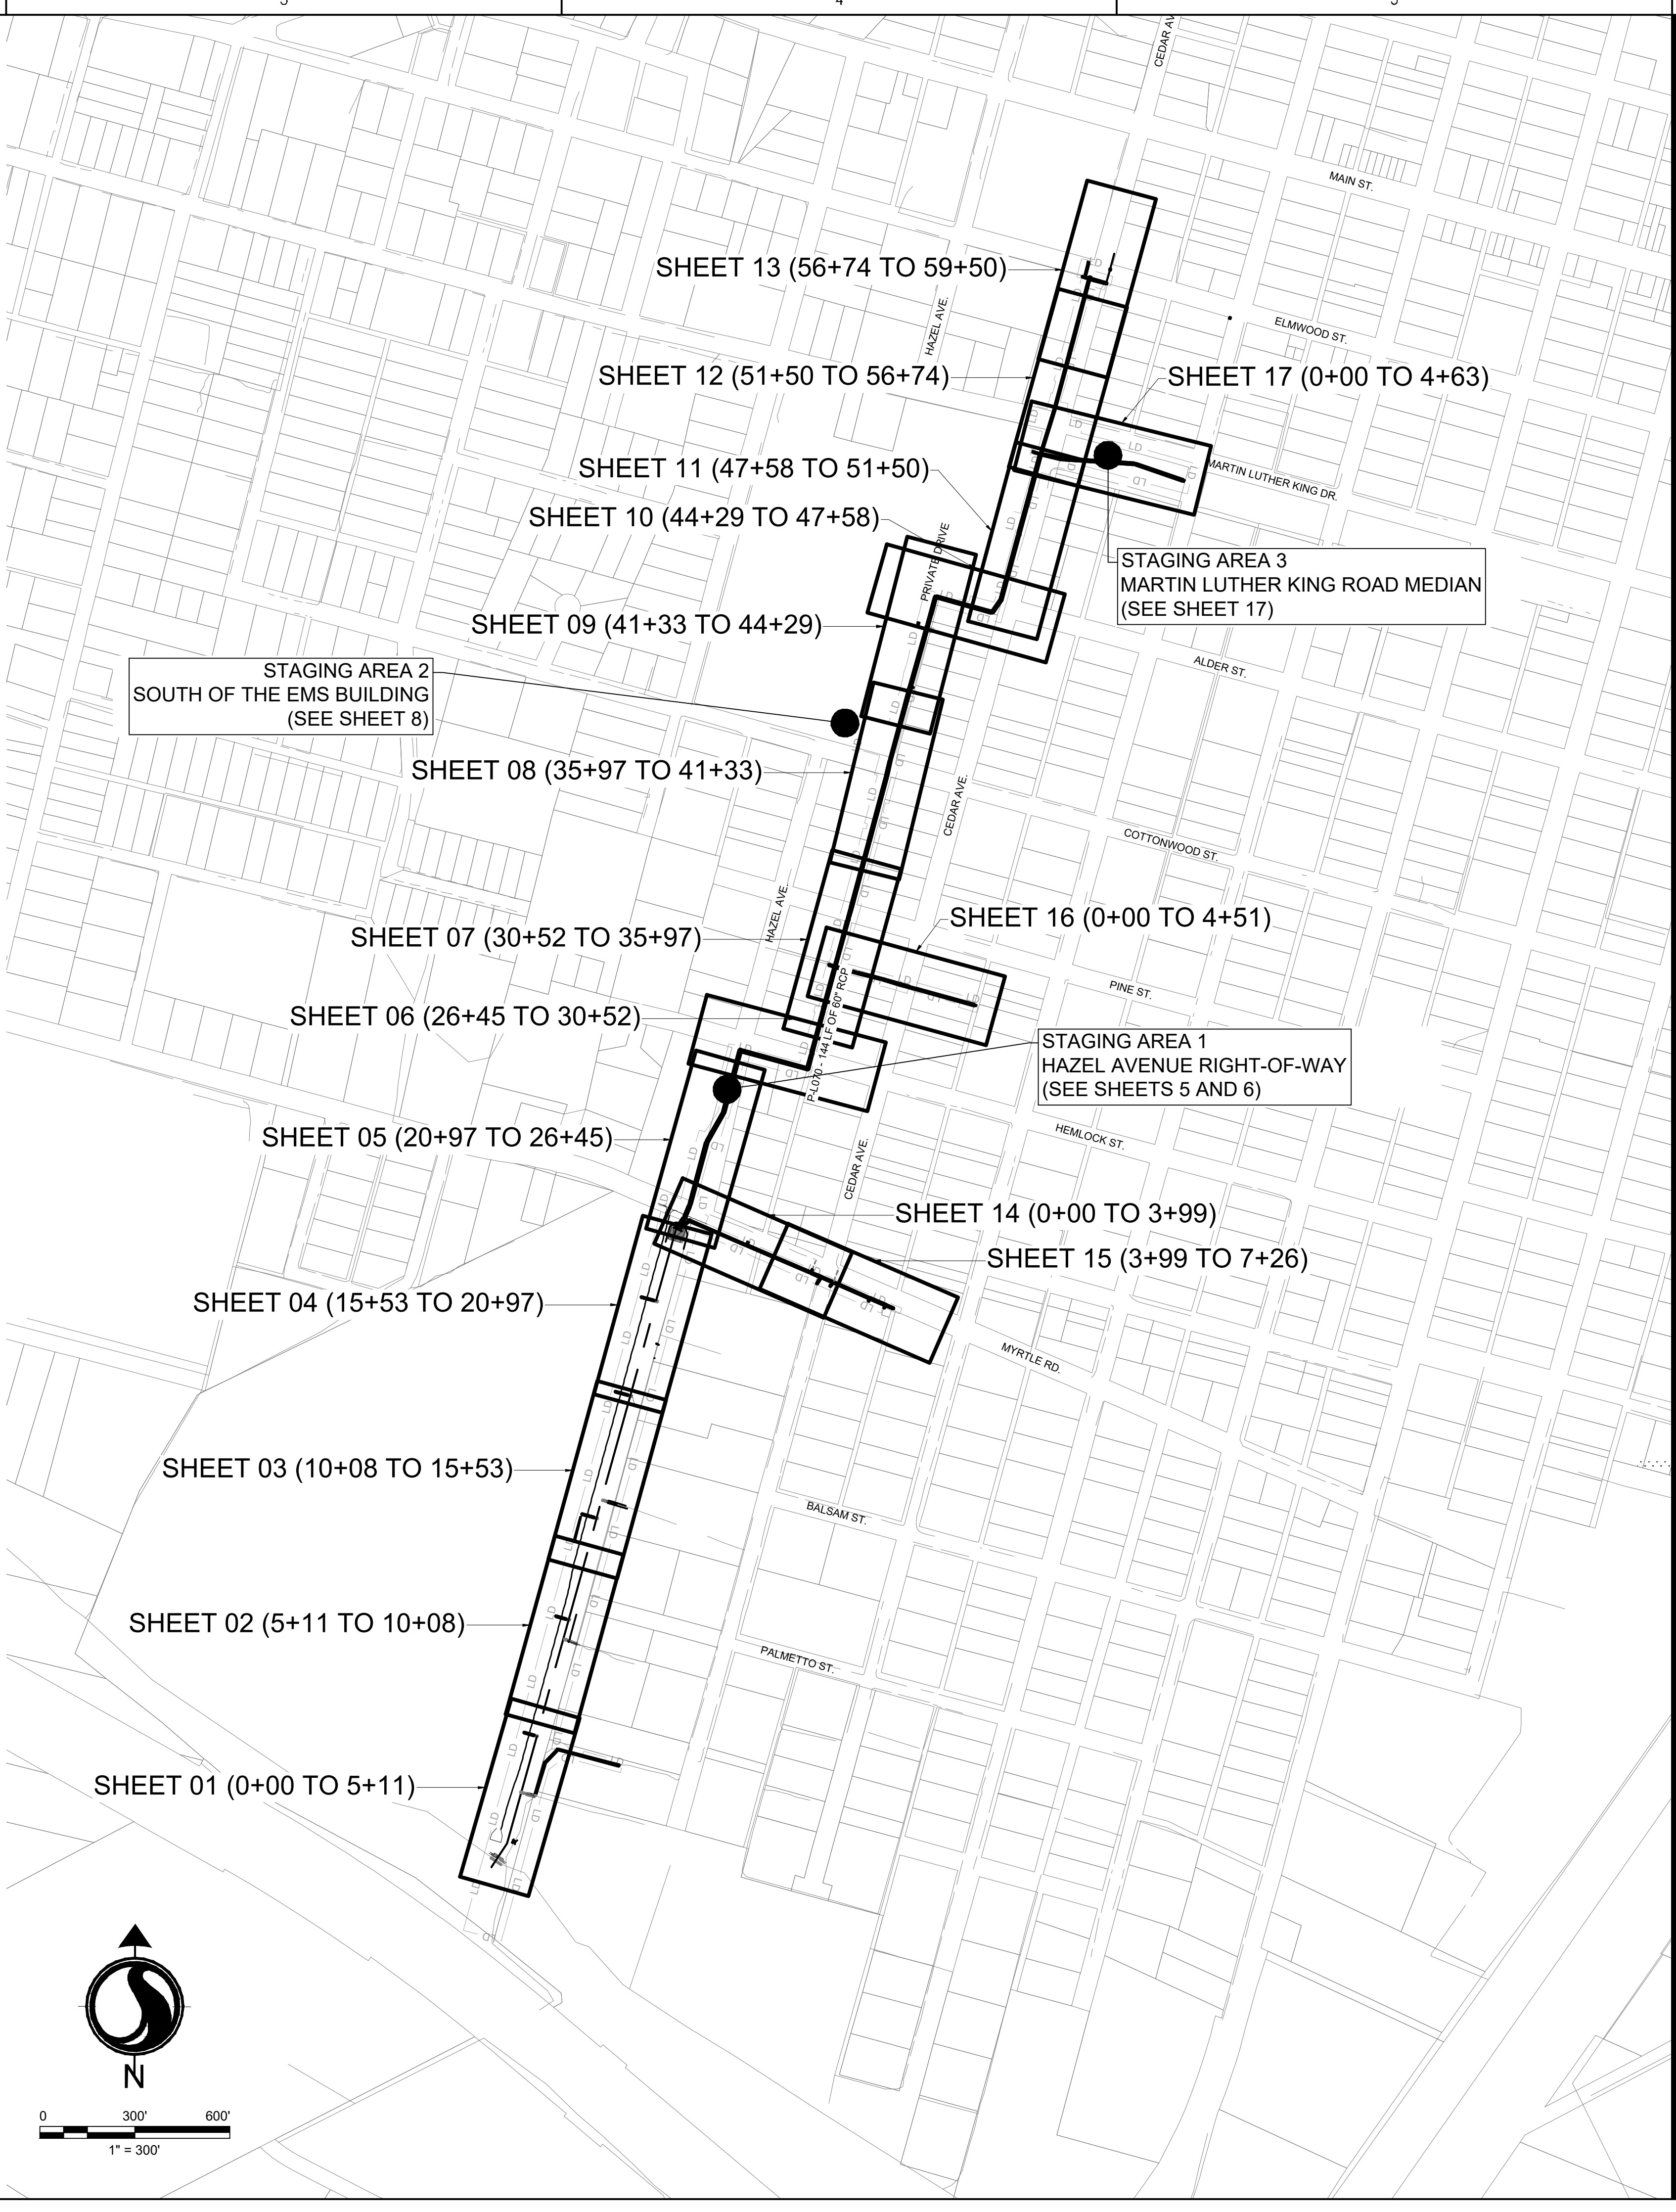 3
4
5
CEDAR AV
MAIN ST.
SHEET 13 (56+74 TO 59+50)
HAZEL AVE.
ELMWOOD ST.
SHEET 12 (51+50 TO 56+74)
SHEET 17 (0+00 TO 4+63)
SHEET 11 (47+58 TO 51+50)
MARTIN LUTHER KING DR.
SHEET 10 (44+29 TO 47+58)
PRIVATE DRIVE
STAGING AREA 3
MARTIN LUTHER KING ROAD MEDIAN
(SEE SHEET 17)
SHEET 09 (41+33 TO 44+29)
ALDER ST.
STAGING AREA 2
SOUTH OF THE EMS BUILDING
(SEE SHEET 8)
SHEET 08 (35+97 TO 41+33)
CEDAR AVE.
COTTONWOOD ST.
HAZEL AVE.
SHEET 16 (0+00 TO 4+51)
SHEET 07 (30+52 TO 35+97)
PINE ST.
SHEET 06 (26+45 TO 30+52)
P-L070 - 144 LF OF 60" RCP
STAGING AREA 1
HAZEL AVENUE RIGHT-OF-WAY
(SEE SHEETS 5 AND 6)
SHEET 05 (20+97 TO 26+45)
HEMLOCK ST.
CEDAR AVE.
SHEET 14 (0+00 TO 3+99)
SHEET 15 (3+99 TO 7+26)
SHEET 04 (15+53 TO 20+97)
MYRTLE RD.
SHEET 03 (10+08 TO 15+53)
BALSAM ST.
SHEET 02 (5+11 TO 10+08)
PALMETTO ST.
SHEET 01 (0+00 TO 5+11)
LD
LD
LD
N
0 300' 600'
1" = 300'